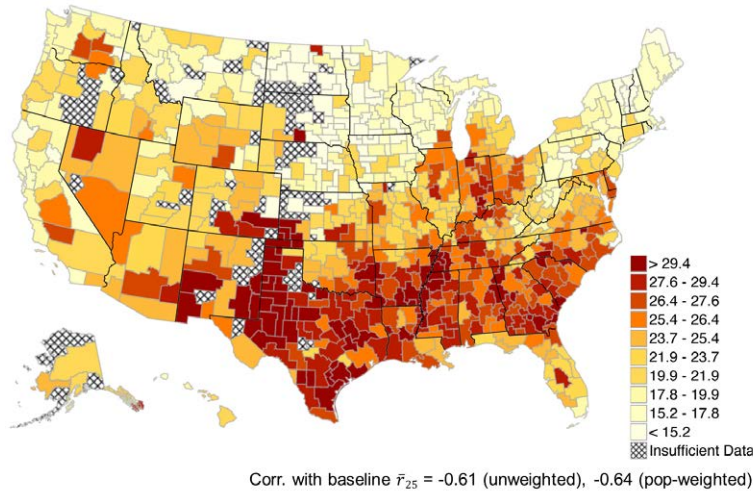 > 29.4
27.6 - 29.4
26.4 - 27.6
25.4 - 26.4
23.7 - 25.4
21.9 - 23.7
19.9 - 21.9
17.8 - 19.9
15.2 - 17.8
< 15.2
Insufficient Data
Corr. with baseline r̄₂₅ = -0.61 (unweighted), -0.64 (pop-weighted)